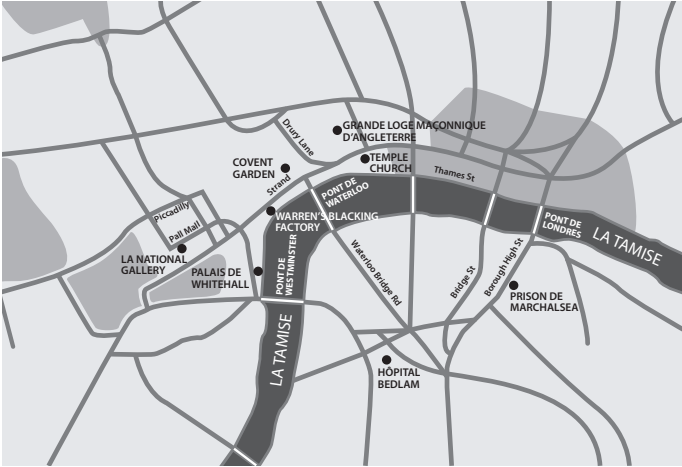 GRANDE LOGE MAÇONNIQUE
D'ANGLETERRE
Drury Lane
TEMPLE
CHURCH
COVENT
GARDEN
Strand
Thames St
PONT DE
WATERLOO
Piccadilly
Pall Mall
WARREN'S BLACKING
FACTORY
PONT DE
LONDRES
LA TAMISE
LA NATIONAL
GALLERY
PALAIS DE
WHITEHALL
PONT DE
WESTMINSTER
Waterloo Bridge Rd
Bridge St
Borough High St
PRISON DE
MARCHALSEA
LA TAMISE
HÔPITAL
BEDLAM